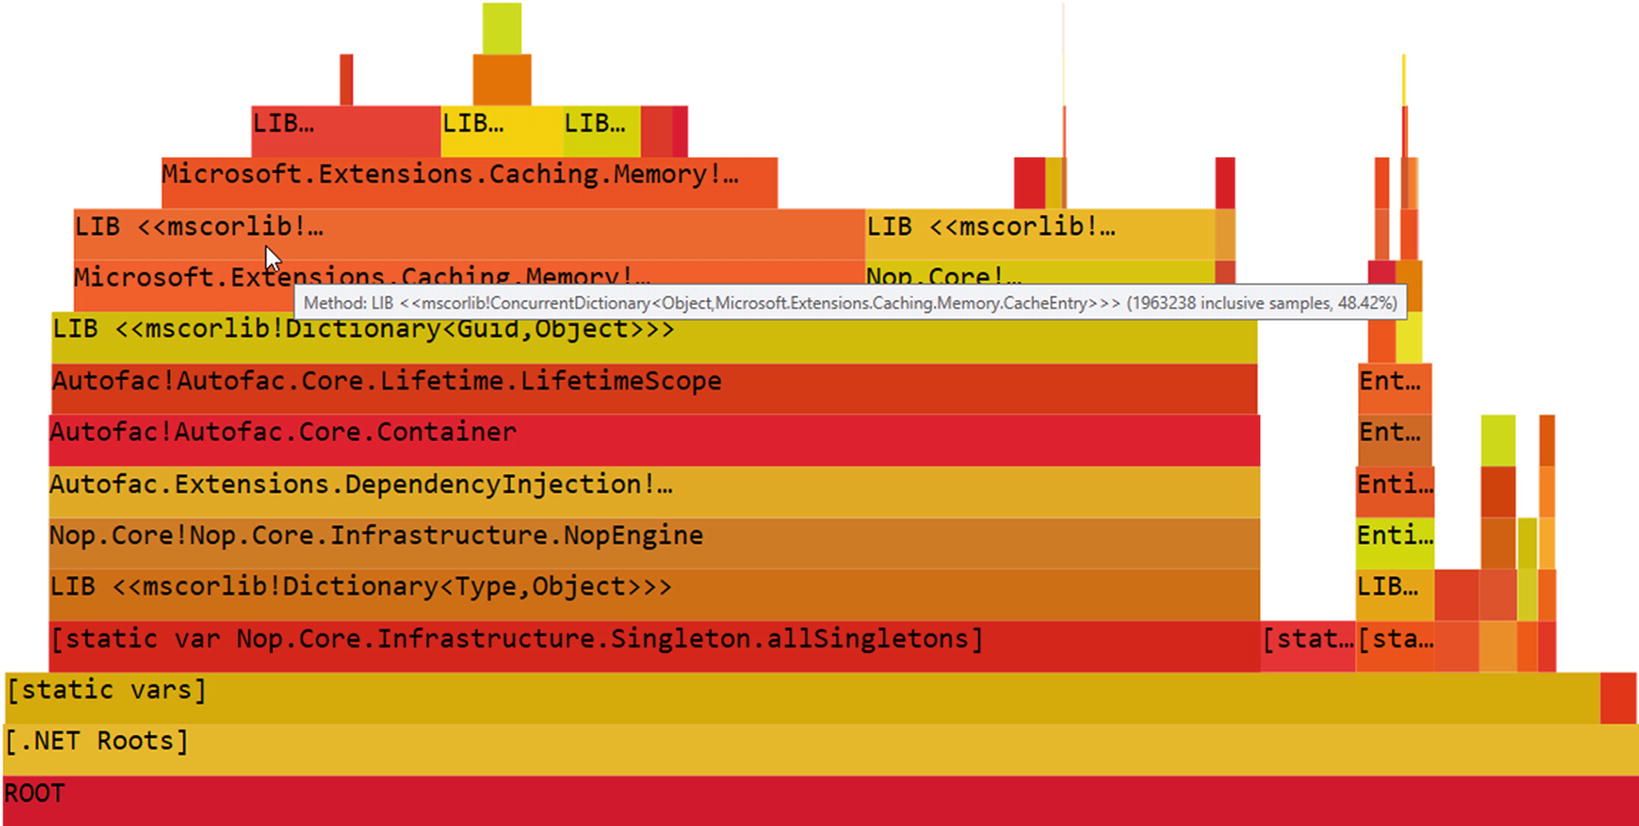 LIB…
LIB…
LIB…
Microsoft.Extensions.Caching.Memory!…
LIB <<mscorlib!…
LIB <<mscorlib!…
Microsoft.Extensions.Caching.Memory!…
Nop.Core!…
Method: LIB <<mscorlib!ConcurrentDictionary<Object,Microsoft.Extensions.Caching.Memory.CacheEntry>>> (1963238 inclusive samples, 48.42%)
LIB <<mscorlib!Dictionary<Guid,Object>>>
Autofac!Autofac.Core.Lifetime.LifetimeScope
Ent…
Autofac!Autofac.Core.Container
Ent…
Autofac.Extensions.DependencyInjection!…
Enti…
Nop.Core!Nop.Core.Infrastructure.NopEngine
Enti…
LIB <<mscorlib!Dictionary<Type,Object>>>
LIB…
[static var Nop.Core.Infrastructure.Singleton.allSingletons]
[stat…
[sta…
[static vars]
[.NET Roots]
ROOT